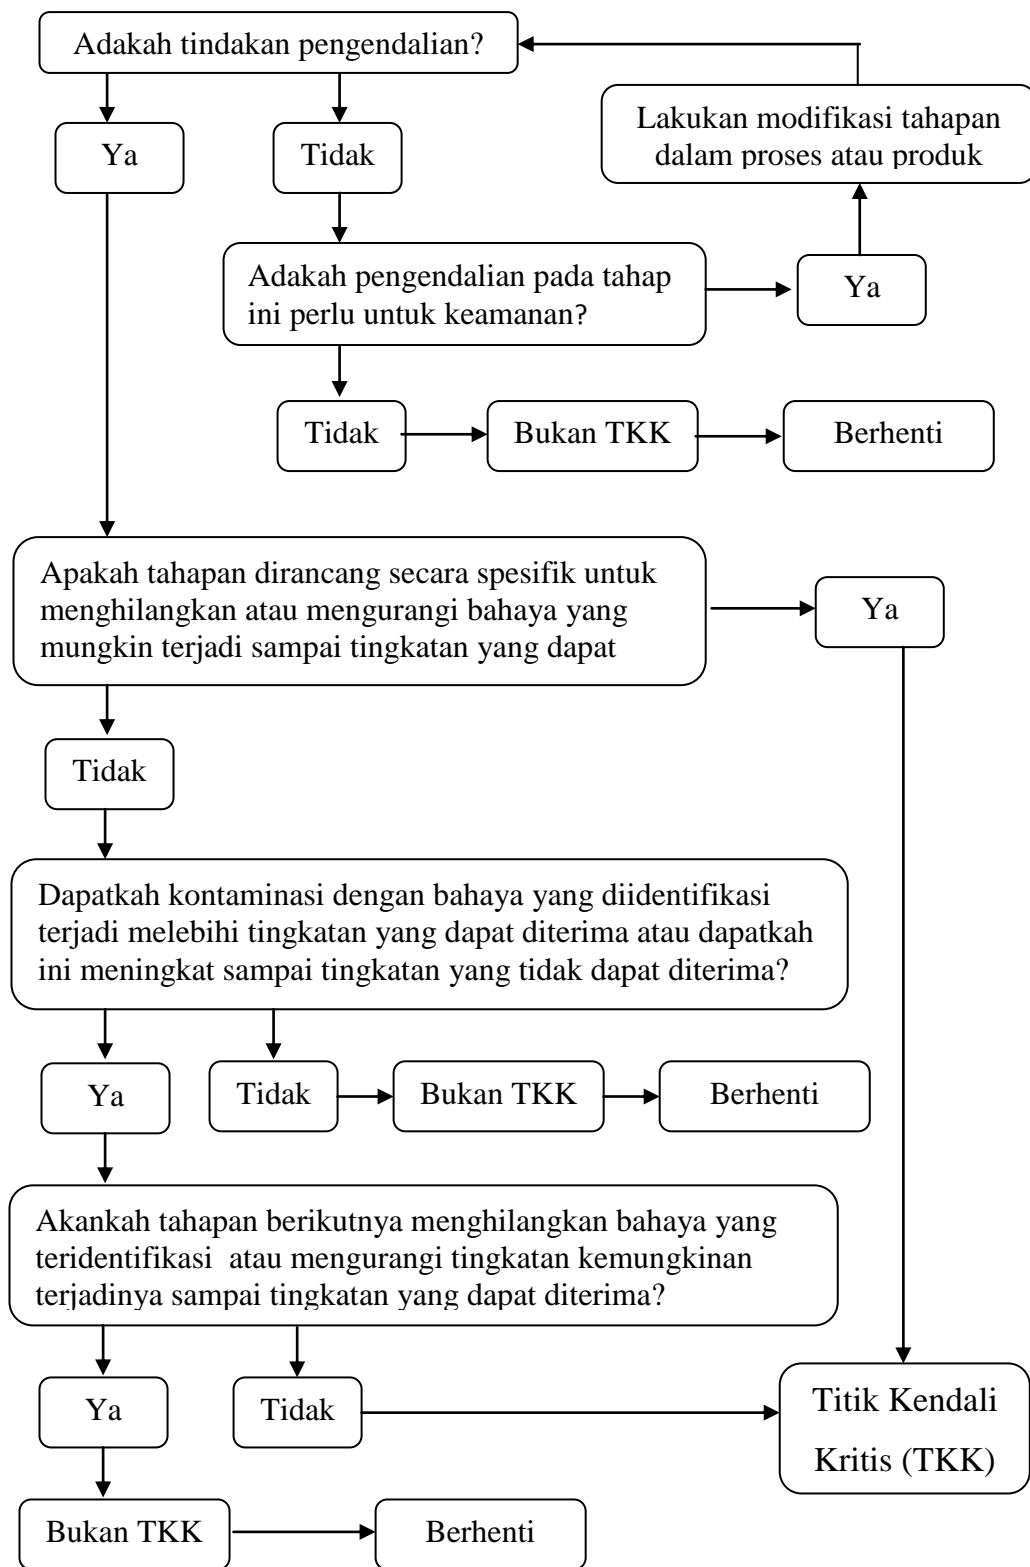 Adakah tindakan pengendalian?
Lakukan modifikasi tahapan
dalam proses atau produk
Ya
Tidak
Adakah pengendalian pada tahap
ini perlu untuk keamanan?
Ya
Tidak
Bukan TKK
Berhenti
Apakah tahapan dirancang secara spesifik untuk
menghilangkan atau mengurangi bahaya yang
mungkin terjadi sampai tingkatan yang dapat
Ya
Tidak
Dapatkah kontaminasi dengan bahaya yang diidentifikasi
terjadi melebihi tingkatan yang dapat diterima atau dapatkah
ini meningkat sampai tingkatan yang tidak dapat diterima?
Ya
Tidak
Bukan TKK
Berhenti
Akankah tahapan berikutnya menghilangkan bahaya yang
teridentifikasi atau mengurangi tingkatan kemungkinan
terjadinya sampai tingkatan yang dapat diterima?
Ya
Tidak
Titik Kendali
Kritis (TKK)
Bukan TKK
Berhenti